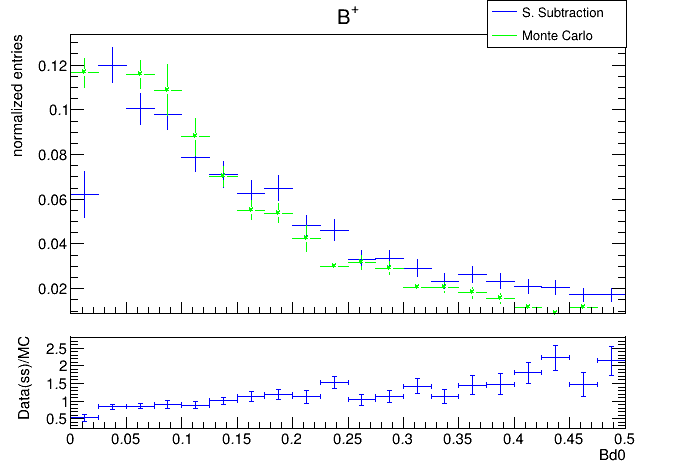 B+
S. Subtraction
Monte Carlo
normalized entries
0.12
0.1
0.08
0.06
0.04
0.02
Data(ss)/MC
2.5
2
1.5
1
0.5
0 0.05 0.1 0.15 0.2 0.25 0.3 0.35 0.4 0.45 0.5
Bd0